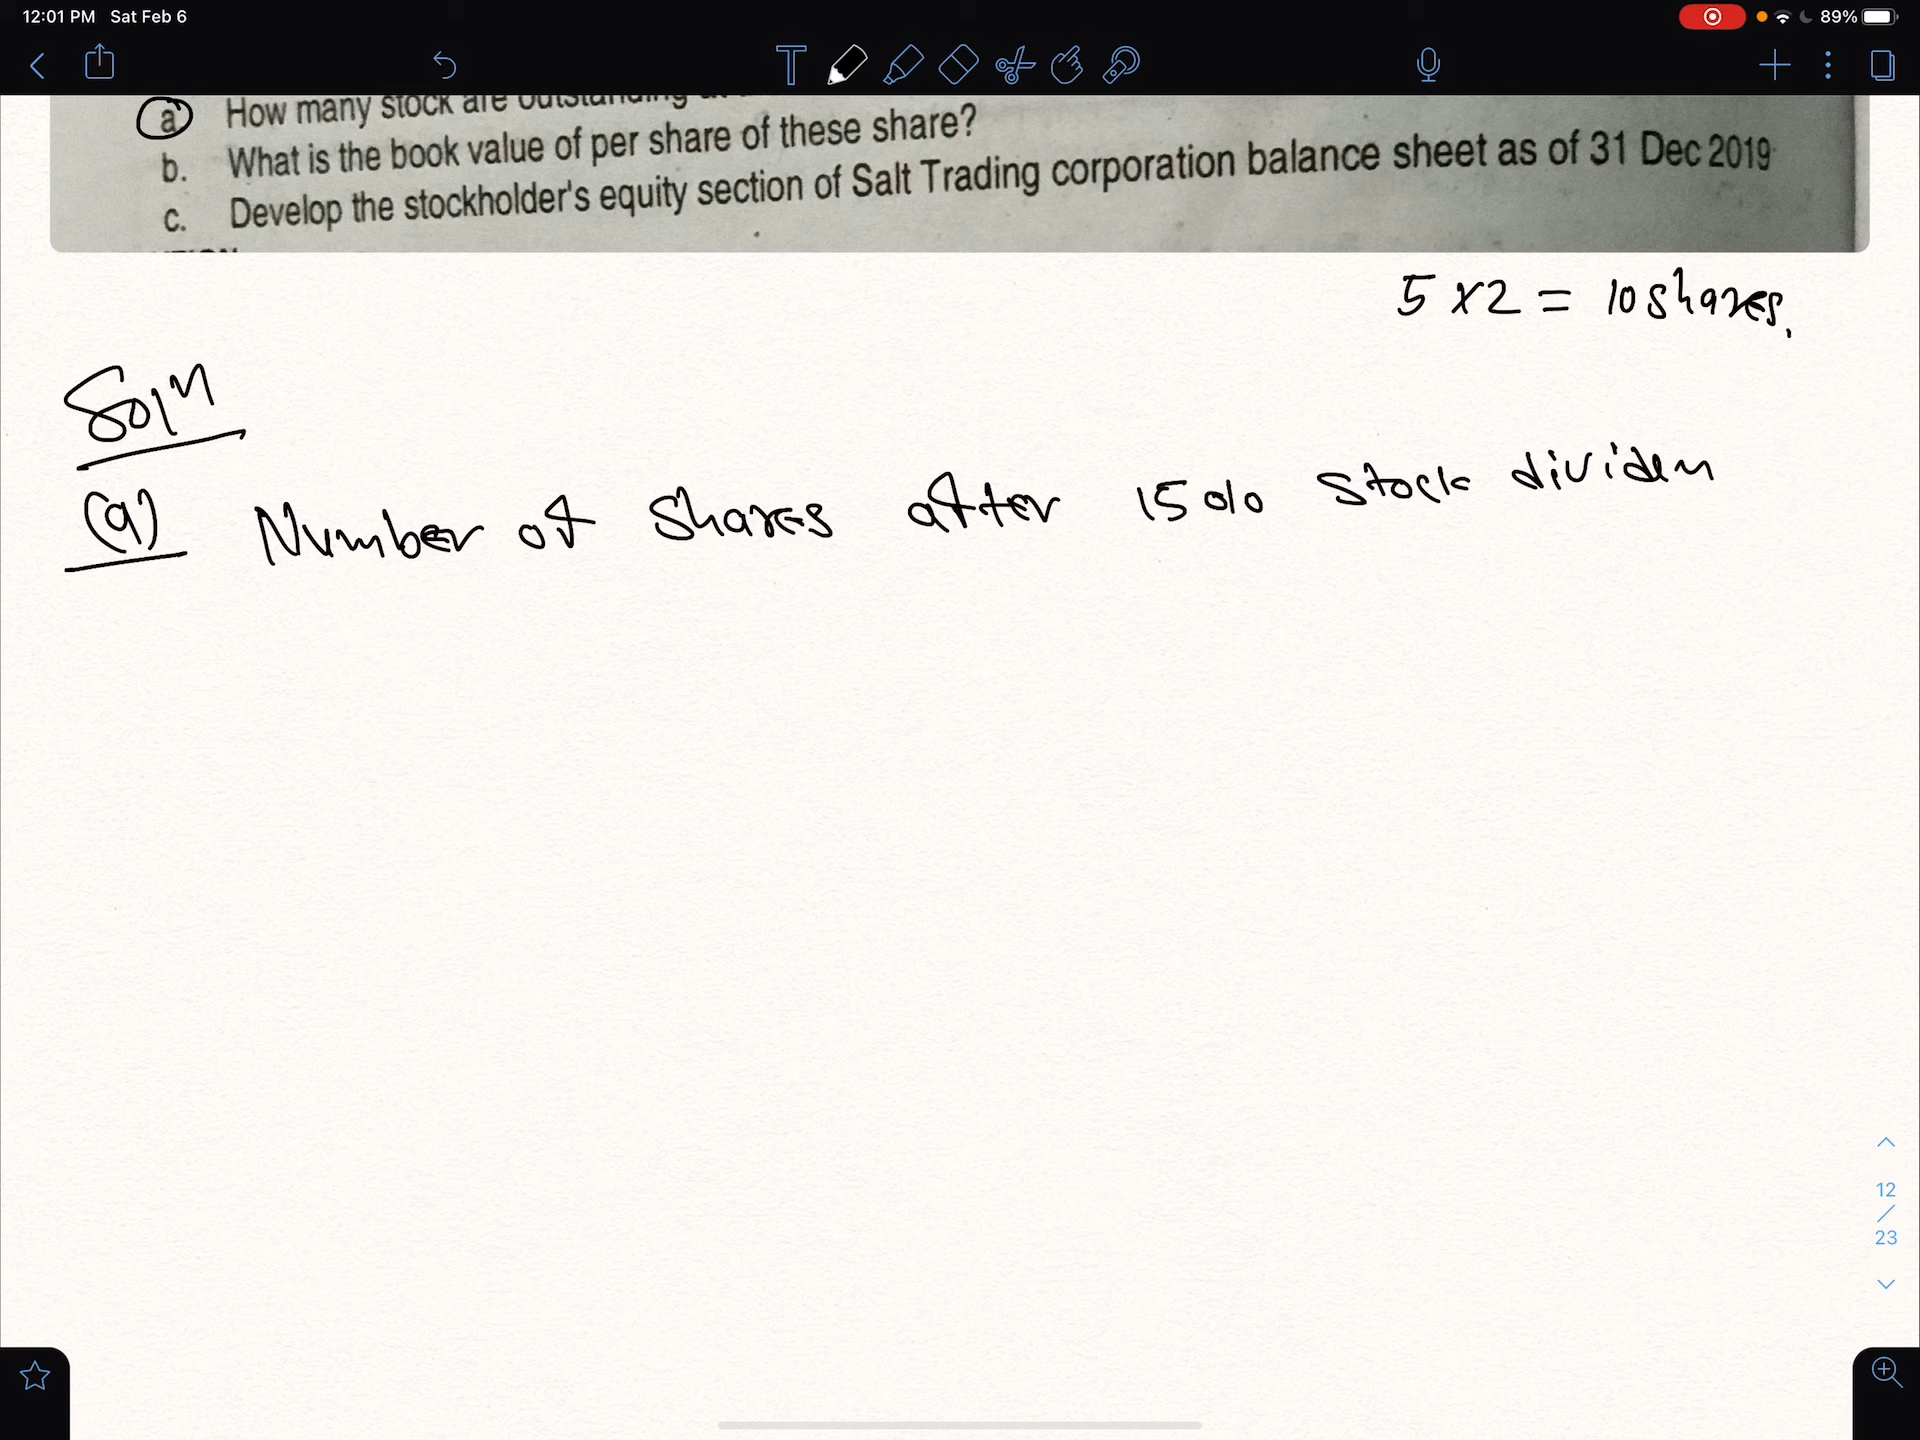 12:01 PM Sat Feb 6
89%
a How many stock are outstanding
b. What is the book value of per share of these share?
c. Develop the stockholder's equity section of Salt Trading corporation balance sheet as of 31 Dec 2019
5 × 2 = 10 shares.
Solⁿ
(a) Number of shares after 15% stock dividen
12
/
23